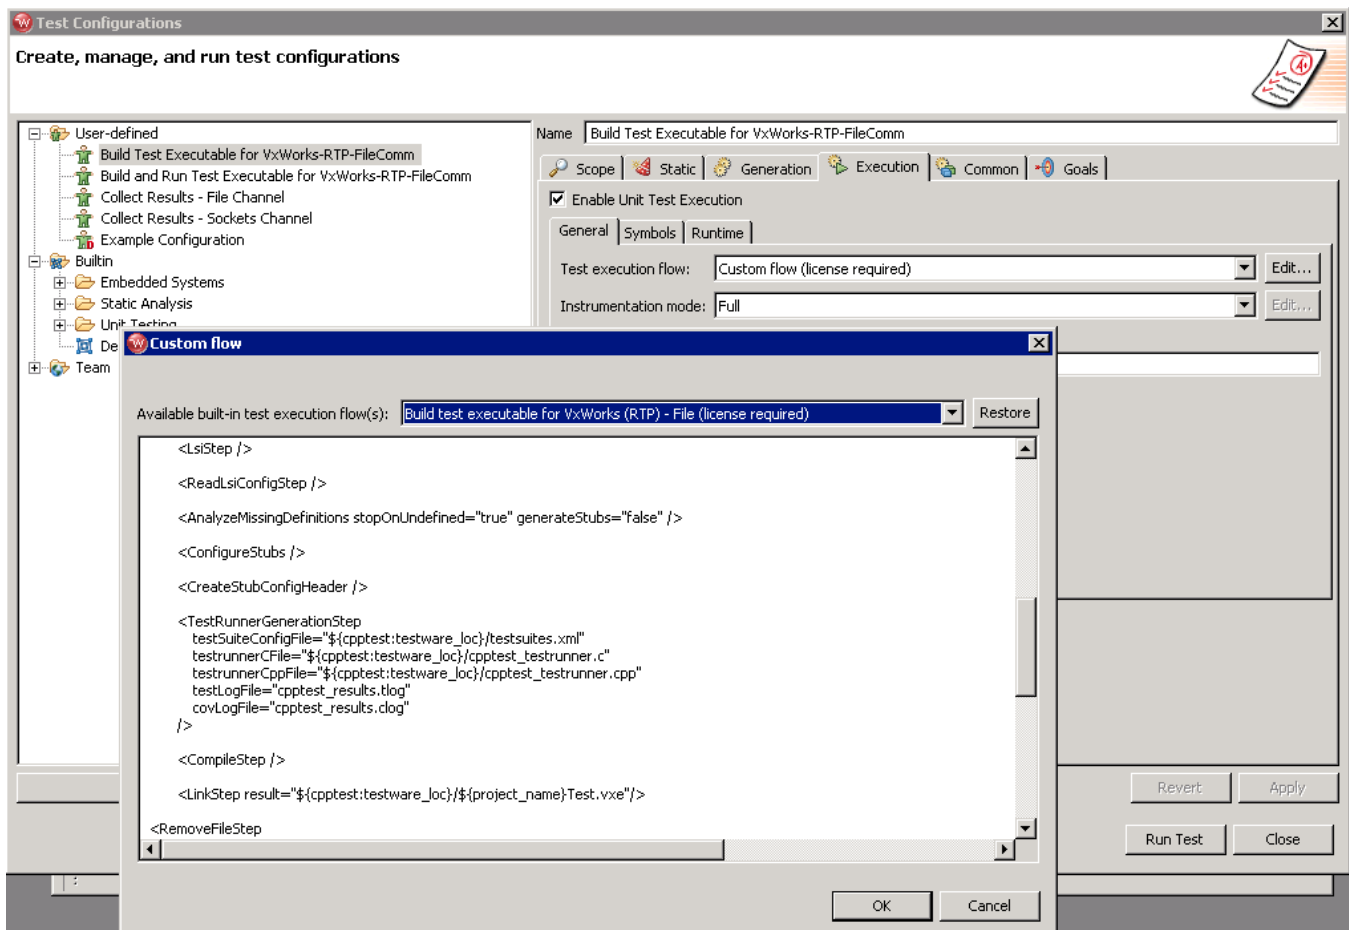 Test Configurations
Create, manage, and run test configurations
User-defined
Build Test Executable for VxWorks-RTP-FileComm
Build and Run Test Executable for VxWorks-RTP-FileComm
Collect Results - File Channel
Collect Results - Sockets Channel
Example Configuration
Builtin
Embedded Systems
Static Analysis
Unit Testing
De
Team
Name Build Test Executable for VxWorks-RTP-FileComm
Scope Static Generation Execution Common Goals
Enable Unit Test Execution
General Symbols Runtime
Test execution flow: Custom flow (license required) Edit...
Instrumentation mode: Full Edit...
Custom flow
Available built-in test execution flow(s): Build test executable for VxWorks (RTP) - File (license required) Restore
<LsiStep />
<ReadLsiConfigStep />
<AnalyzeMissingDefinitions stopOnUndefined="true" generateStubs="false" />
<ConfigureStubs />
<CreateStubConfigHeader />
<TestRunnerGenerationStep
testSuiteConfigFile="${cpptest:testware_loc}/testsuites.xml"
testrunnerCFile="${cpptest:testware_loc}/cpptest_testrunner.c"
testrunnerCppFile="${cpptest:testware_loc}/cpptest_testrunner.cpp"
testLogFile="cpptest_results.tlog"
covLogFile="cpptest_results.clog"
/>
<CompileStep />
<LinkStep result="${cpptest:testware_loc}/${project_name}Test.vxe"/>
<RemoveFileStep
OK Cancel
Revert Apply
Run Test Close